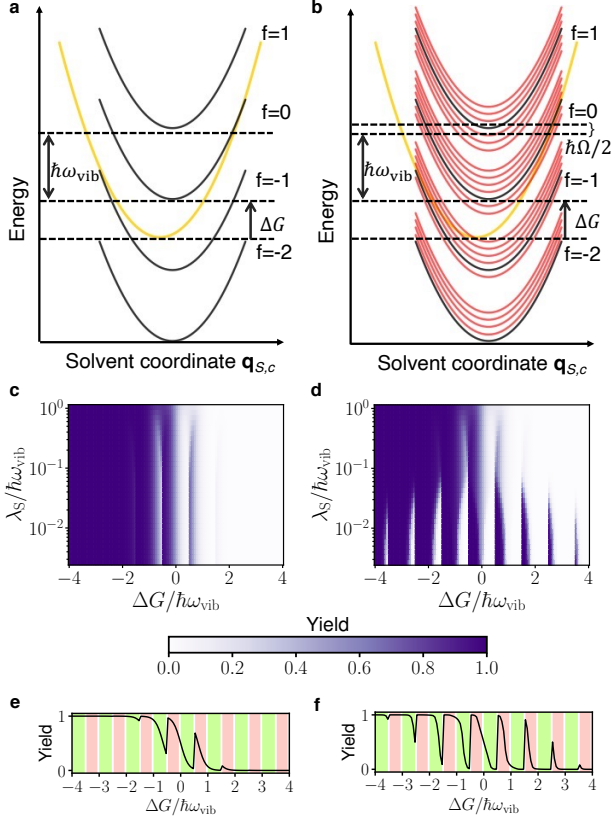 a
b
f=1
f=0
f=-1
f=-2
ħω_vib
ΔG
Energy
Solvent coordinate q_S,c
f=1
f=0
ħΩ/2
f=-1
f=-2
ħω_vib
ΔG
Energy
Solvent coordinate q_S,c
c
d
λ_S/ħω_vib
10^0
10^-1
10^-2
−4 −2 0 2 4
ΔG/ħω_vib
λ_S/ħω_vib
10^0
10^-1
10^-2
−4 −2 0 2 4
ΔG/ħω_vib
Yield
0.0 0.2 0.4 0.6 0.8 1.0
e
f
Yield
1
0
−4 −3 −2 −1 0 1 2 3 4
ΔG/ħω_vib
Yield
1
0
−4 −3 −2 −1 0 1 2 3 4
ΔG/ħω_vib